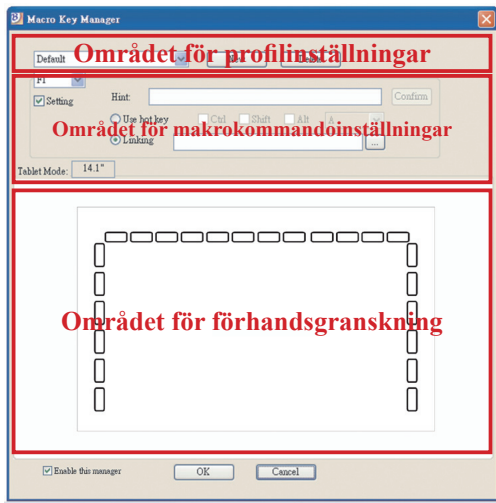 Macro Key Manager
Default
Området för profilinställningar
F1
Setting
Hint:
Confirm
Use hot key
Ctrl
Shift
Alt
A
Området för makrokommandoinställningar
Linking
...
Tablet Mode:
14.1"
Området för förhandsgranskning
Enable this manager
OK
Cancel